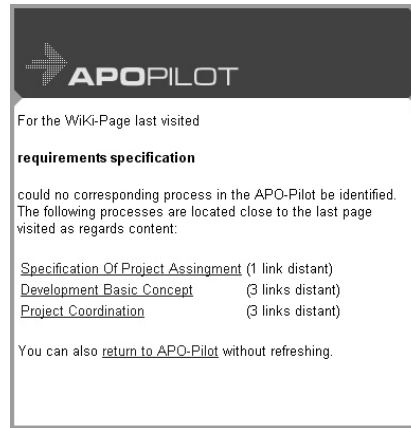 APOPILOT
For the WiKi-Page last visited
requirements specification
could no corresponding process in the APO-Pilot be identified.
The following processes are located close to the last page
visited as regards content:
Specification Of Project Assingment (1 link distant)
Development Basic Concept (3 links distant)
Project Coordination (3 links distant)
You can also return to APO-Pilot without refreshing.